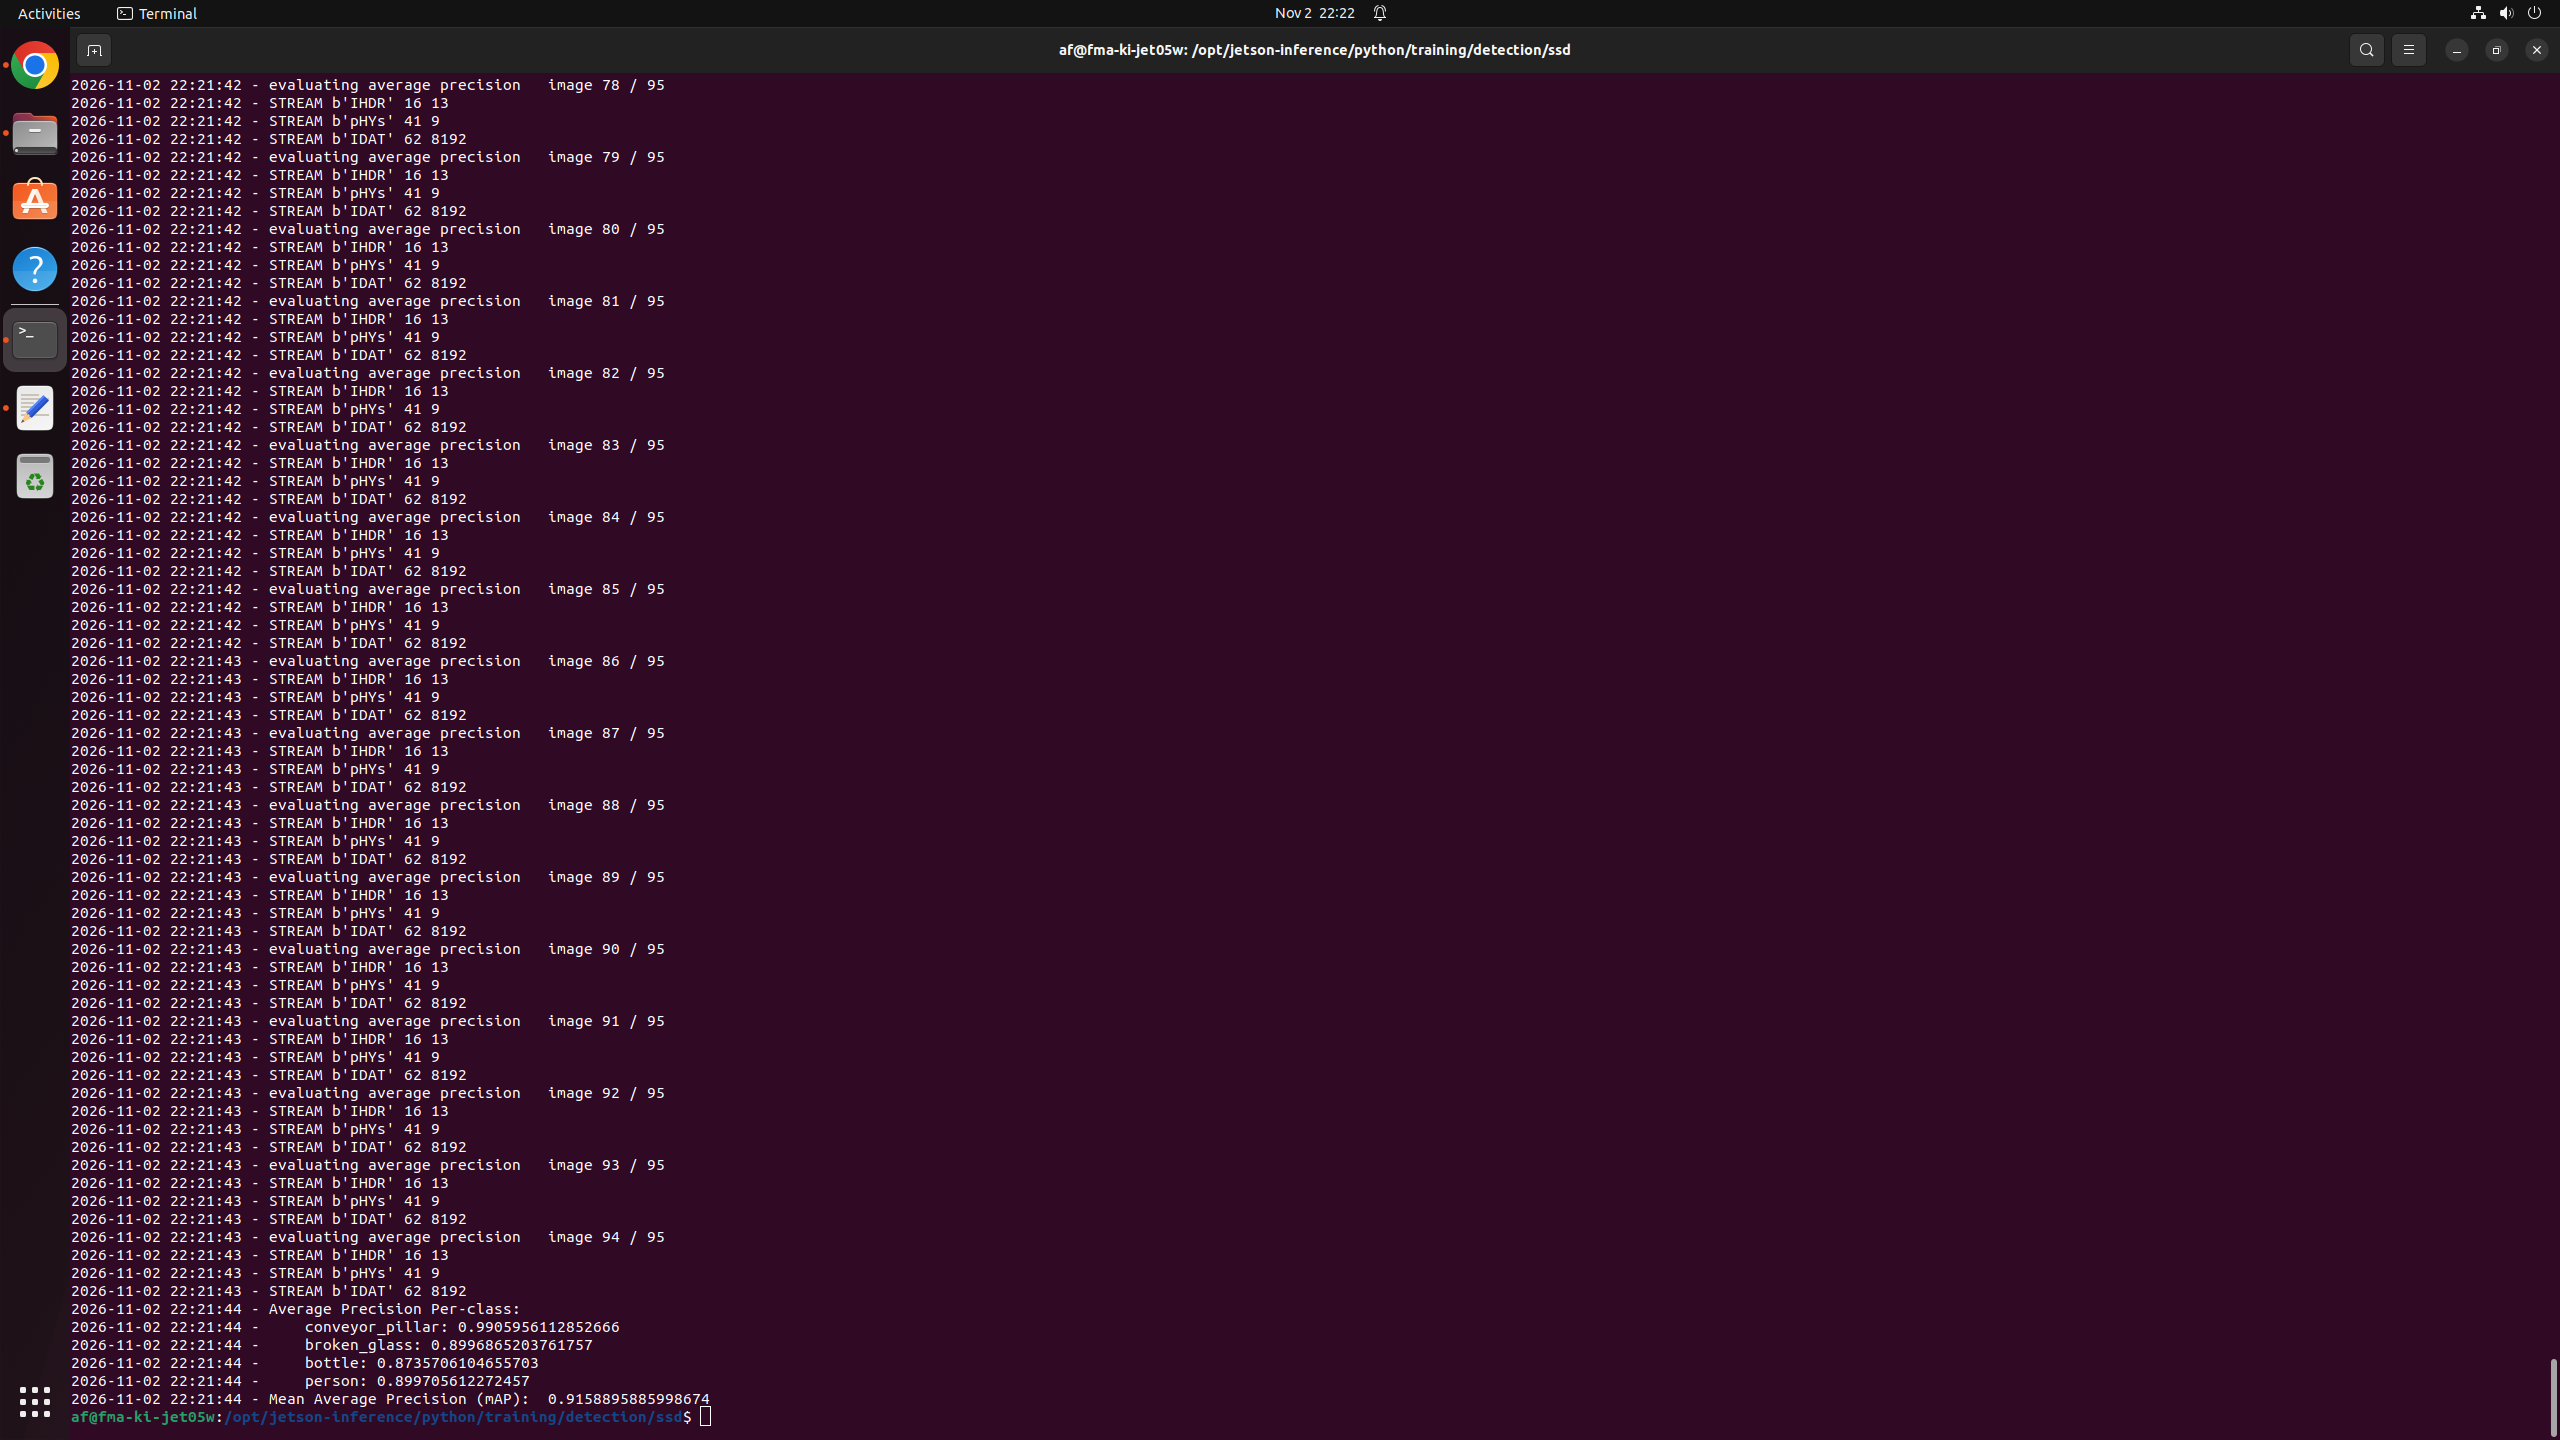 Activities
Terminal
Nov 2 22:22
af@fma-ki-jet05w: /opt/jetson-inference/python/training/detection/ssd
2026-11-02 22:21:42 - evaluating average precision   image 78 / 95
2026-11-02 22:21:42 - STREAM b'IHDR' 16 13
2026-11-02 22:21:42 - STREAM b'pHYs' 41 9
2026-11-02 22:21:42 - STREAM b'IDAT' 62 8192
2026-11-02 22:21:42 - evaluating average precision   image 79 / 95
2026-11-02 22:21:42 - STREAM b'IHDR' 16 13
2026-11-02 22:21:42 - STREAM b'pHYs' 41 9
2026-11-02 22:21:42 - STREAM b'IDAT' 62 8192
2026-11-02 22:21:42 - evaluating average precision   image 80 / 95
2026-11-02 22:21:42 - STREAM b'IHDR' 16 13
2026-11-02 22:21:42 - STREAM b'pHYs' 41 9
2026-11-02 22:21:42 - STREAM b'IDAT' 62 8192
2026-11-02 22:21:42 - evaluating average precision   image 81 / 95
2026-11-02 22:21:42 - STREAM b'IHDR' 16 13
2026-11-02 22:21:42 - STREAM b'pHYs' 41 9
2026-11-02 22:21:42 - STREAM b'IDAT' 62 8192
2026-11-02 22:21:42 - evaluating average precision   image 82 / 95
2026-11-02 22:21:42 - STREAM b'IHDR' 16 13
2026-11-02 22:21:42 - STREAM b'pHYs' 41 9
2026-11-02 22:21:42 - STREAM b'IDAT' 62 8192
2026-11-02 22:21:42 - evaluating average precision   image 83 / 95
2026-11-02 22:21:42 - STREAM b'IHDR' 16 13
2026-11-02 22:21:42 - STREAM b'pHYs' 41 9
2026-11-02 22:21:42 - STREAM b'IDAT' 62 8192
2026-11-02 22:21:42 - evaluating average precision   image 84 / 95
2026-11-02 22:21:42 - STREAM b'IHDR' 16 13
2026-11-02 22:21:42 - STREAM b'pHYs' 41 9
2026-11-02 22:21:42 - STREAM b'IDAT' 62 8192
2026-11-02 22:21:42 - evaluating average precision   image 85 / 95
2026-11-02 22:21:42 - STREAM b'IHDR' 16 13
2026-11-02 22:21:42 - STREAM b'pHYs' 41 9
2026-11-02 22:21:42 - STREAM b'IDAT' 62 8192
2026-11-02 22:21:43 - evaluating average precision   image 86 / 95
2026-11-02 22:21:43 - STREAM b'IHDR' 16 13
2026-11-02 22:21:43 - STREAM b'pHYs' 41 9
2026-11-02 22:21:43 - STREAM b'IDAT' 62 8192
2026-11-02 22:21:43 - evaluating average precision   image 87 / 95
2026-11-02 22:21:43 - STREAM b'IHDR' 16 13
2026-11-02 22:21:43 - STREAM b'pHYs' 41 9
2026-11-02 22:21:43 - STREAM b'IDAT' 62 8192
2026-11-02 22:21:43 - evaluating average precision   image 88 / 95
2026-11-02 22:21:43 - STREAM b'IHDR' 16 13
2026-11-02 22:21:43 - STREAM b'pHYs' 41 9
2026-11-02 22:21:43 - STREAM b'IDAT' 62 8192
2026-11-02 22:21:43 - evaluating average precision   image 89 / 95
2026-11-02 22:21:43 - STREAM b'IHDR' 16 13
2026-11-02 22:21:43 - STREAM b'pHYs' 41 9
2026-11-02 22:21:43 - STREAM b'IDAT' 62 8192
2026-11-02 22:21:43 - evaluating average precision   image 90 / 95
2026-11-02 22:21:43 - STREAM b'IHDR' 16 13
2026-11-02 22:21:43 - STREAM b'pHYs' 41 9
2026-11-02 22:21:43 - STREAM b'IDAT' 62 8192
2026-11-02 22:21:43 - evaluating average precision   image 91 / 95
2026-11-02 22:21:43 - STREAM b'IHDR' 16 13
2026-11-02 22:21:43 - STREAM b'pHYs' 41 9
2026-11-02 22:21:43 - STREAM b'IDAT' 62 8192
2026-11-02 22:21:43 - evaluating average precision   image 92 / 95
2026-11-02 22:21:43 - STREAM b'IHDR' 16 13
2026-11-02 22:21:43 - STREAM b'pHYs' 41 9
2026-11-02 22:21:43 - STREAM b'IDAT' 62 8192
2026-11-02 22:21:43 - evaluating average precision   image 93 / 95
2026-11-02 22:21:43 - STREAM b'IHDR' 16 13
2026-11-02 22:21:43 - STREAM b'pHYs' 41 9
2026-11-02 22:21:43 - STREAM b'IDAT' 62 8192
2026-11-02 22:21:43 - evaluating average precision   image 94 / 95
2026-11-02 22:21:43 - STREAM b'IHDR' 16 13
2026-11-02 22:21:43 - STREAM b'pHYs' 41 9
2026-11-02 22:21:43 - STREAM b'IDAT' 62 8192
2026-11-02 22:21:44 - Average Precision Per-class:
2026-11-02 22:21:44 -     conveyor_pillar: 0.9905956112852666
2026-11-02 22:21:44 -     broken_glass: 0.8996865203761757
2026-11-02 22:21:44 -     bottle: 0.8735706104655703
2026-11-02 22:21:44 -     person: 0.899705612272457
2026-11-02 22:21:44 - Mean Average Precision (mAP):  0.9158895885998674
af@fma-ki-jet05w:/opt/jetson-inference/python/training/detection/ssd$